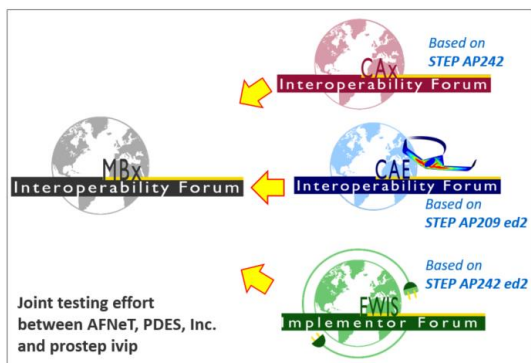 Based on
STEP AP242
CAx
Interoperability Forum
MBx
Interoperability Forum
CAE
Interoperability Forum
Based on
STEP AP209 ed2
Based on
STEP AP242 ed2
EWIS
Implementor Forum
Joint testing effort
between AFNeT, PDES, Inc.
and prostep ivip